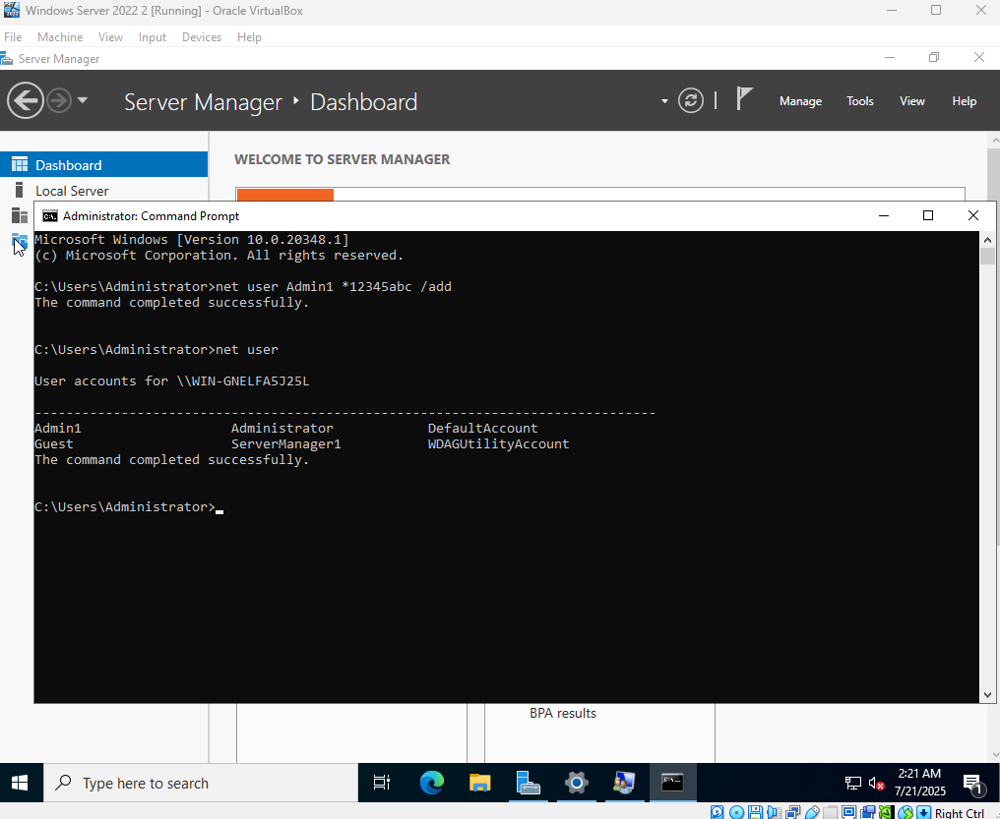 Windows Server 2022 2 [Running] - Oracle VirtualBox
File Machine View Input Devices Help
Server Manager
Server Manager Dashboard
Manage Tools View Help
WELCOME TO SERVER MANAGER
Dashboard
Local Server
Administrator: Command Prompt
Microsoft Windows [Version 10.0.20348.1]
(c) Microsoft Corporation. All rights reserved.
C:\Users\Administrator>net user Admin1 *12345abc /add
The command completed successfully.
C:\Users\Administrator>net user
User accounts for \\WIN-GNELFA5J25L
-------------------------------------------------------------------------------
Admin1 Administrator DefaultAccount
Guest ServerManager1 WDAGUtilityAccount
The command completed successfully.
C:\Users\Administrator>
BPA results
Type here to search
2:21 AM
7/21/2025
1
Right Ctrl